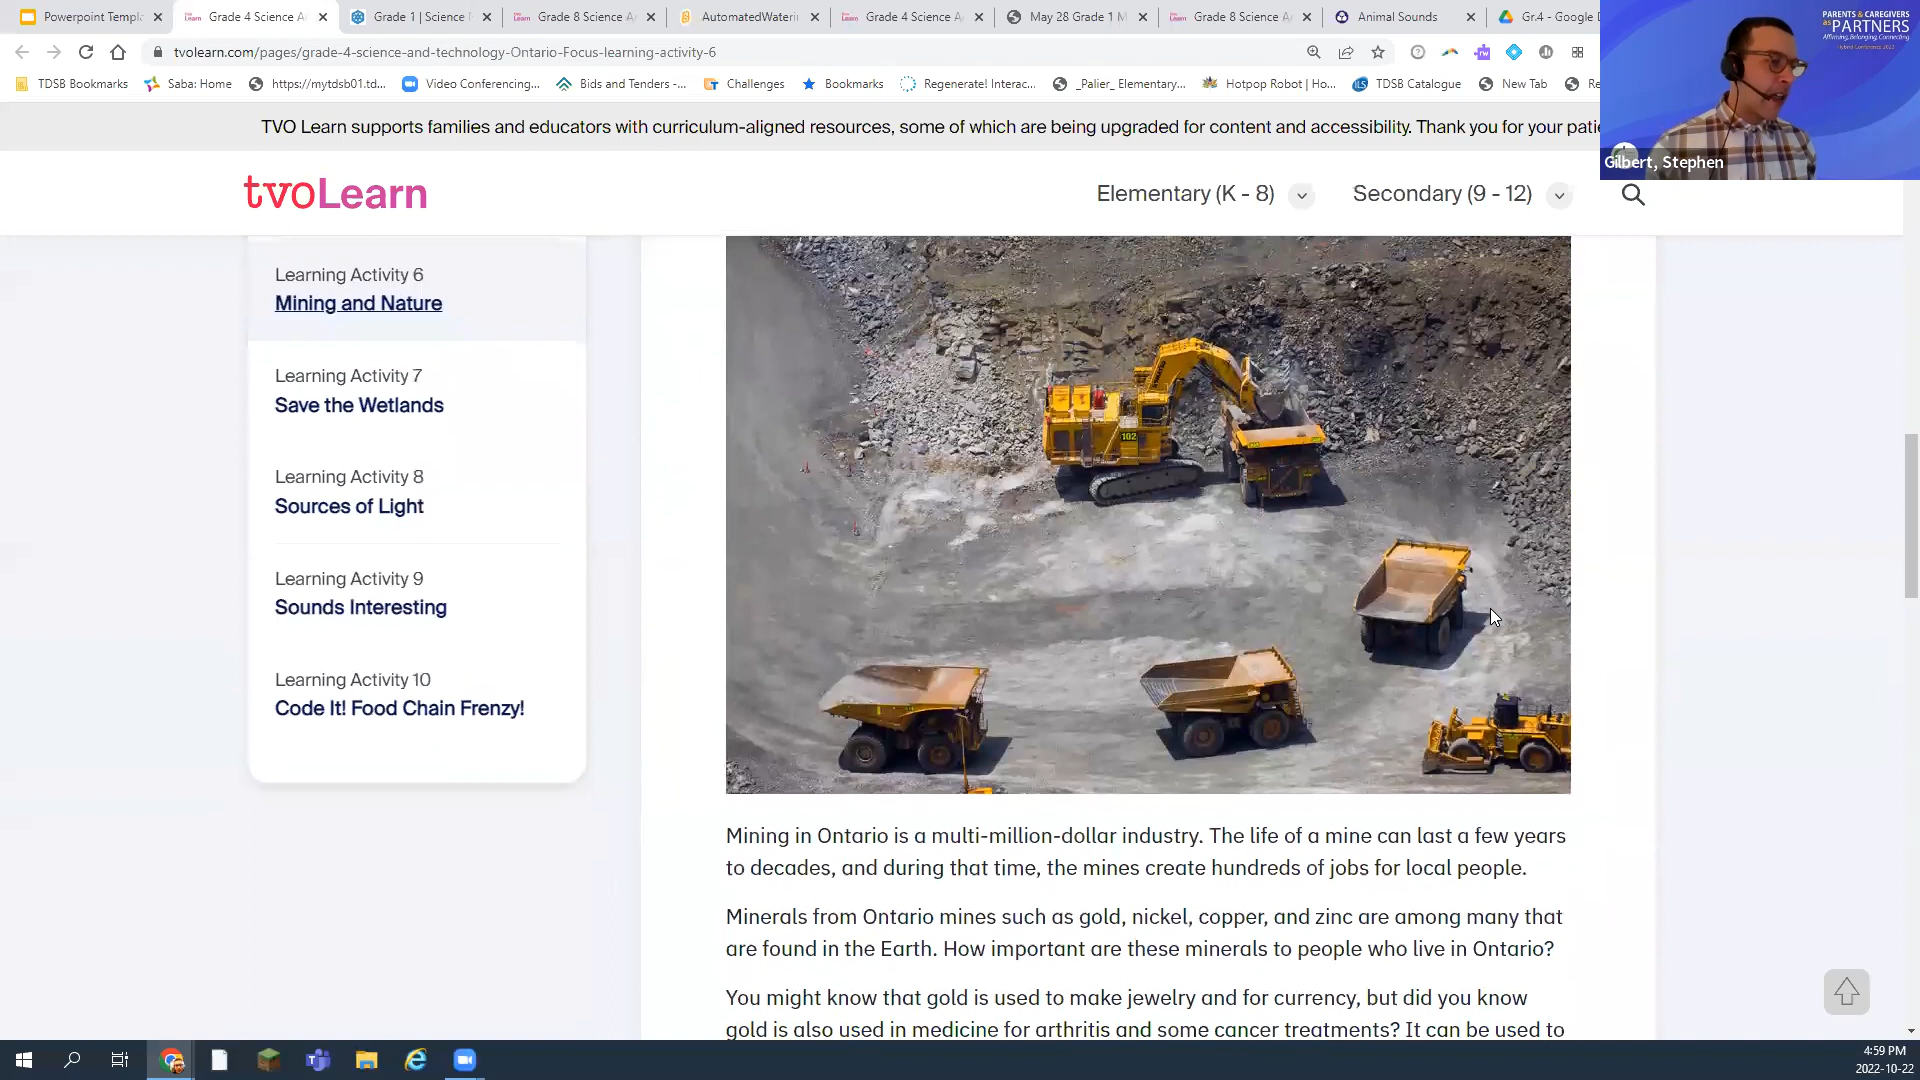 Powerpoint Templa
Grade 4 Science A
Grade 1 | Science
Grade 8 Science A
AutomatedWateri
Grade 4 Science A
May 28 Grade 1 M
Grade 8 Science A
Animal Sounds
Gr.4 - Google D
tvolearn.com/pages/grade-4-science-and-technology-Ontario-Focus-learning-activity-6
TDSB Bookmarks
Saba: Home
https://mytdsb01.td...
Video Conferencing...
Bids and Tenders -...
Challenges
Bookmarks
Regenerate! Interac...
_Palier_ Elementary...
Hotpop Robot | Ho...
TDSB Catalogue
New Tab
Re
PARENTS & CAREGIVERS
as PARTNERS
Affirming, Belonging, Connecting
Hybrid Conference 2022
Gilbert, Stephen
TVO Learn supports families and educators with curriculum-aligned resources, some of which are being upgraded for content and accessibility. Thank you for your patie
tvoLearn
Elementary (K - 8)
Secondary (9 - 12)
Learning Activity 6
Mining and Nature
Learning Activity 7
Save the Wetlands
Learning Activity 8
Sources of Light
Learning Activity 9
Sounds Interesting
Learning Activity 10
Code It! Food Chain Frenzy!
102
Mining in Ontario is a multi-million-dollar industry. The life of a mine can last a few years
to decades, and during that time, the mines create hundreds of jobs for local people.
Minerals from Ontario mines such as gold, nickel, copper, and zinc are among many that
are found in the Earth. How important are these minerals to people who live in Ontario?
You might know that gold is used to make jewelry and for currency, but did you know
gold is also used in medicine for arthritis and some cancer treatments? It can be used to
4:59 PM
2022-10-22